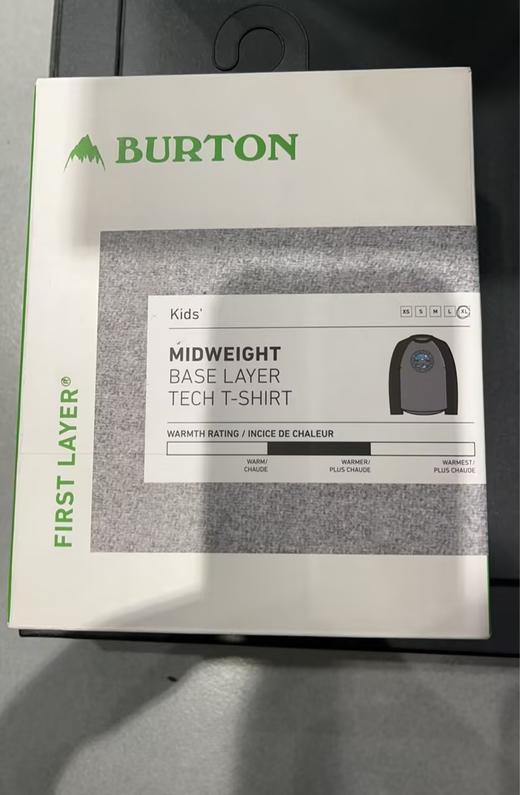 BURTON
Kids'
XS S M L XL
MIDWEIGHT
BASE LAYER
TECH T-SHIRT
WARMTH RATING / INCICE DE CHALEUR
WARM/ WARMER/ WARMEST/
CHAUDE PLUS CHAUDE PLUS CHAUDE
FIRST LAYER®